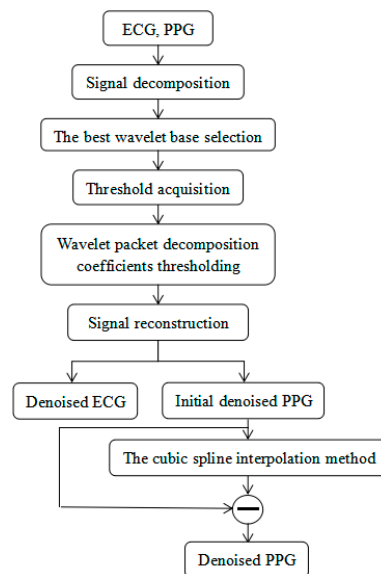 ECG, PPG
Signal decomposition
The best wavelet base selection
Threshold acquisition
Wavelet packet decomposition
coefficients thresholding
Signal reconstruction
Denoised ECG
Initial denoised PPG
The cubic spline interpolation method
Denoised PPG